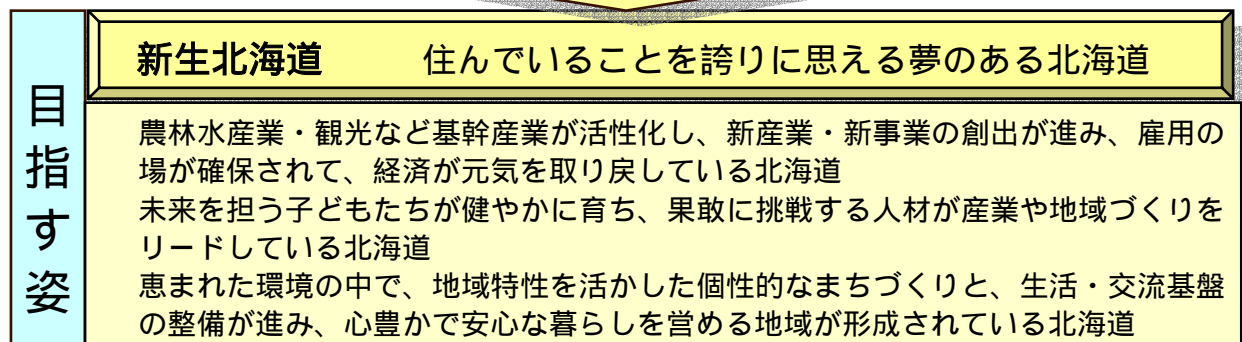 目指す姿
新生北海道　　住んでいることを誇りに思える夢のある北海道
農林水産業・観光など基幹産業が活性化し、新産業・新事業の創出が進み、雇用の
場が確保されて、経済が元気を取り戻している北海道
未来を担う子どもたちが健やかに育ち、果敢に挑戦する人材が産業や地域づくりを
リードしている北海道
恵まれた環境の中で、地域特性を活かした個性的なまちづくりと、生活・交流基盤
の整備が進み、心豊かで安心な暮らしを営める地域が形成されている北海道